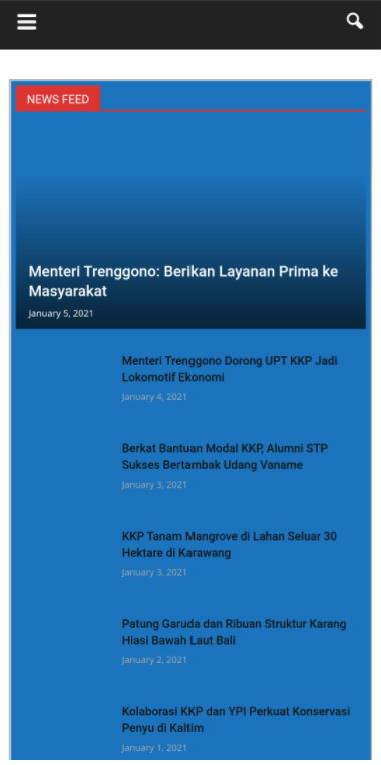 NEWS FEED
Menteri Trenggono: Berikan Layanan Prima ke
Masyarakat
January 5, 2021
Menteri Trenggono Dorong UPT KKP Jadi
Lokomotif Ekonomi
January 4, 2021
Berkat Bantuan Modal KKP, Alumni STP
Sukses Bertambak Udang Vaname
January 3, 2021
KKP Tanam Mangrove di Lahan Seluar 30
Hektare di Karawang
January 3, 2021
Patung Garuda dan Ribuan Struktur Karang
Hiasi Bawah Laut Bali
January 2, 2021
Kolaborasi KKP dan YPI Perkuat Konservasi
Penyu di Kaltim
January 1, 2021